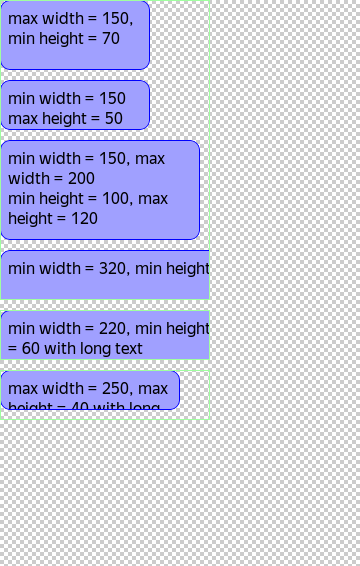 max width = 150,
min height = 70
min width = 150
max height = 50
min width = 150, max
width = 200
min height = 100, max
height = 120
min width = 320, min height
min width = 220, min height
= 60 with long text
max width = 250, max
height = 40 with long